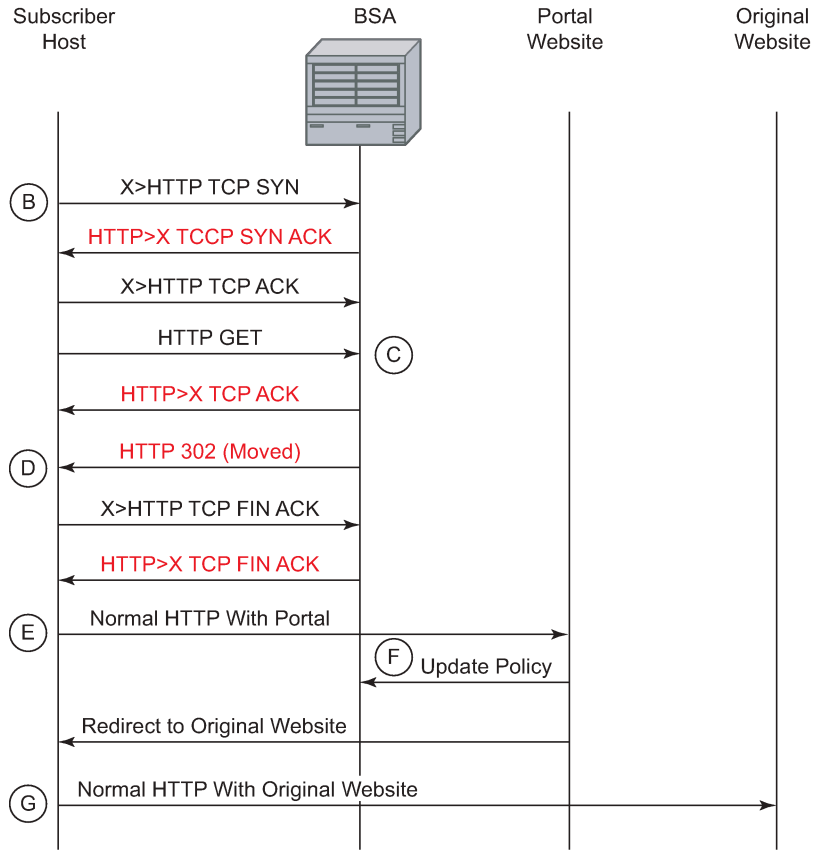 Subscriber
Host
BSA
Portal
Website
Original
Website
B
X>HTTP TCP SYN
HTTP>X TCCP SYN ACK
X>HTTP TCP ACK
HTTP GET
C
HTTP>X TCP ACK
D
HTTP 302 (Moved)
X>HTTP TCP FIN ACK
HTTP>X TCP FIN ACK
E
Normal HTTP With Portal
F
Update Policy
Redirect to Original Website
G
Normal HTTP With Original Website